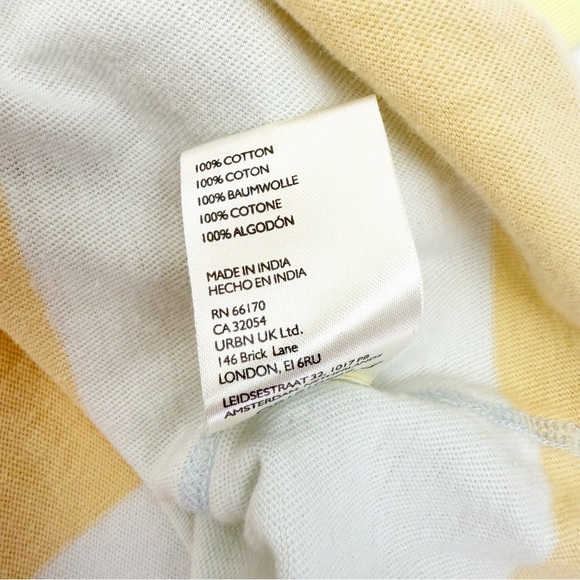 100% COTTON
100% COTON
100% BAUMWOLLE
100% COTONE
100% ALGODÓN
MADE IN INDIA
HECHO EN INDIA
RN 66170
CA 32054
URBN UK Ltd.
146 Brick Lane
LONDON, E1 6RU
LEIDSESTRAAT 32, 1017 PB
AMSTERDAM,